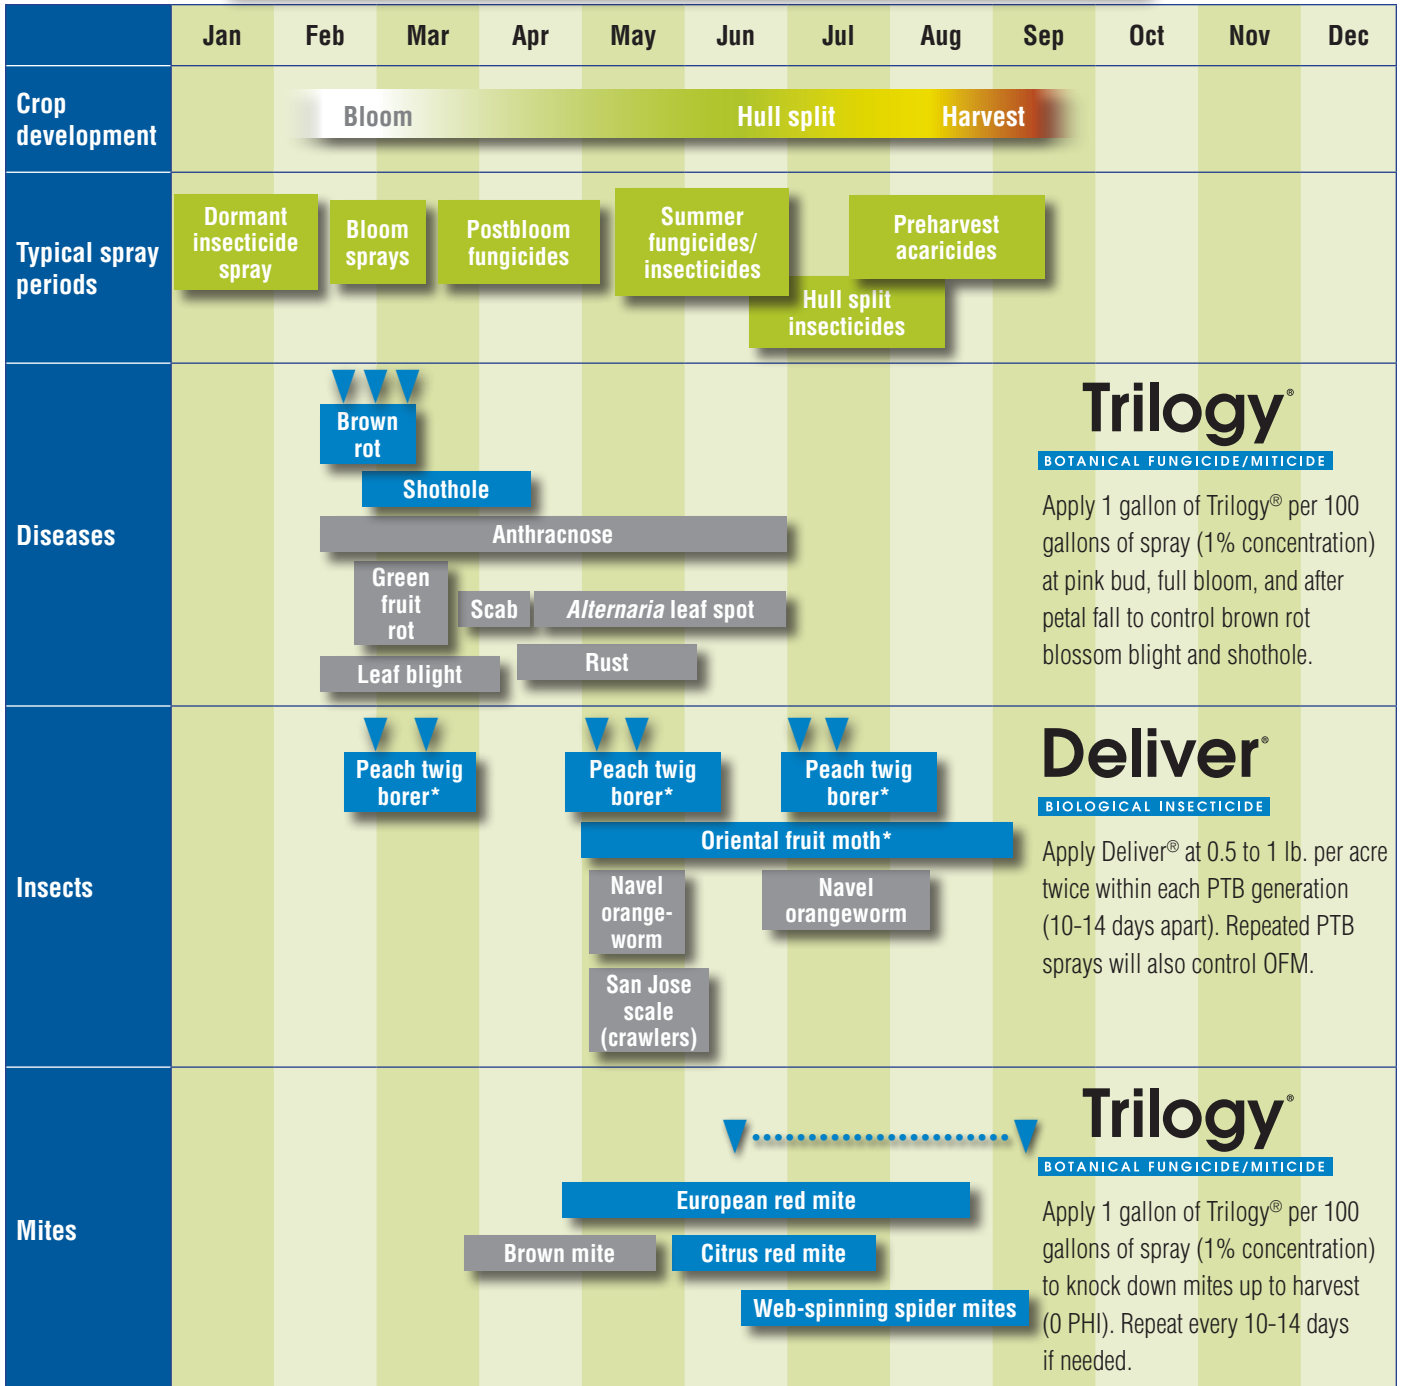 Jan Feb Mar Apr May Jun Jul Aug Sep Oct Nov Dec
Crop
development
Bloom Hull split Harvest
Typical spray
periods
Dormant
insecticide
spray
Bloom
sprays
Postbloom
fungicides
Summer
fungicides/
insecticides
Hull split
insecticides
Preharvest
acaricides
Diseases
Brown
rot
Shothole
Anthracnose
Green
fruit
rot
Scab
Alternaria leaf spot
Leaf blight
Rust
Trilogy®
BOTANICAL FUNGICIDE/MITICIDE
Apply 1 gallon of Trilogy® per 100
gallons of spray (1% concentration)
at pink bud, full bloom, and after
petal fall to control brown rot
blossom blight and shothole.
Insects
Peach twig
borer*
Peach twig
borer*
Peach twig
borer*
Oriental fruit moth*
Navel
orange-
worm
Navel
orangeworm
San Jose
scale
(crawlers)
Deliver®
BIOLOGICAL INSECTICIDE
Apply Deliver® at 0.5 to 1 lb. per acre
twice within each PTB generation
(10-14 days apart). Repeated PTB
sprays will also control OFM.
Mites
European red mite
Brown mite
Citrus red mite
Web-spinning spider mites
Trilogy®
BOTANICAL FUNGICIDE/MITICIDE
Apply 1 gallon of Trilogy® per 100
gallons of spray (1% concentration)
to knock down mites up to harvest
(0 PHI). Repeat every 10-14 days
if needed.